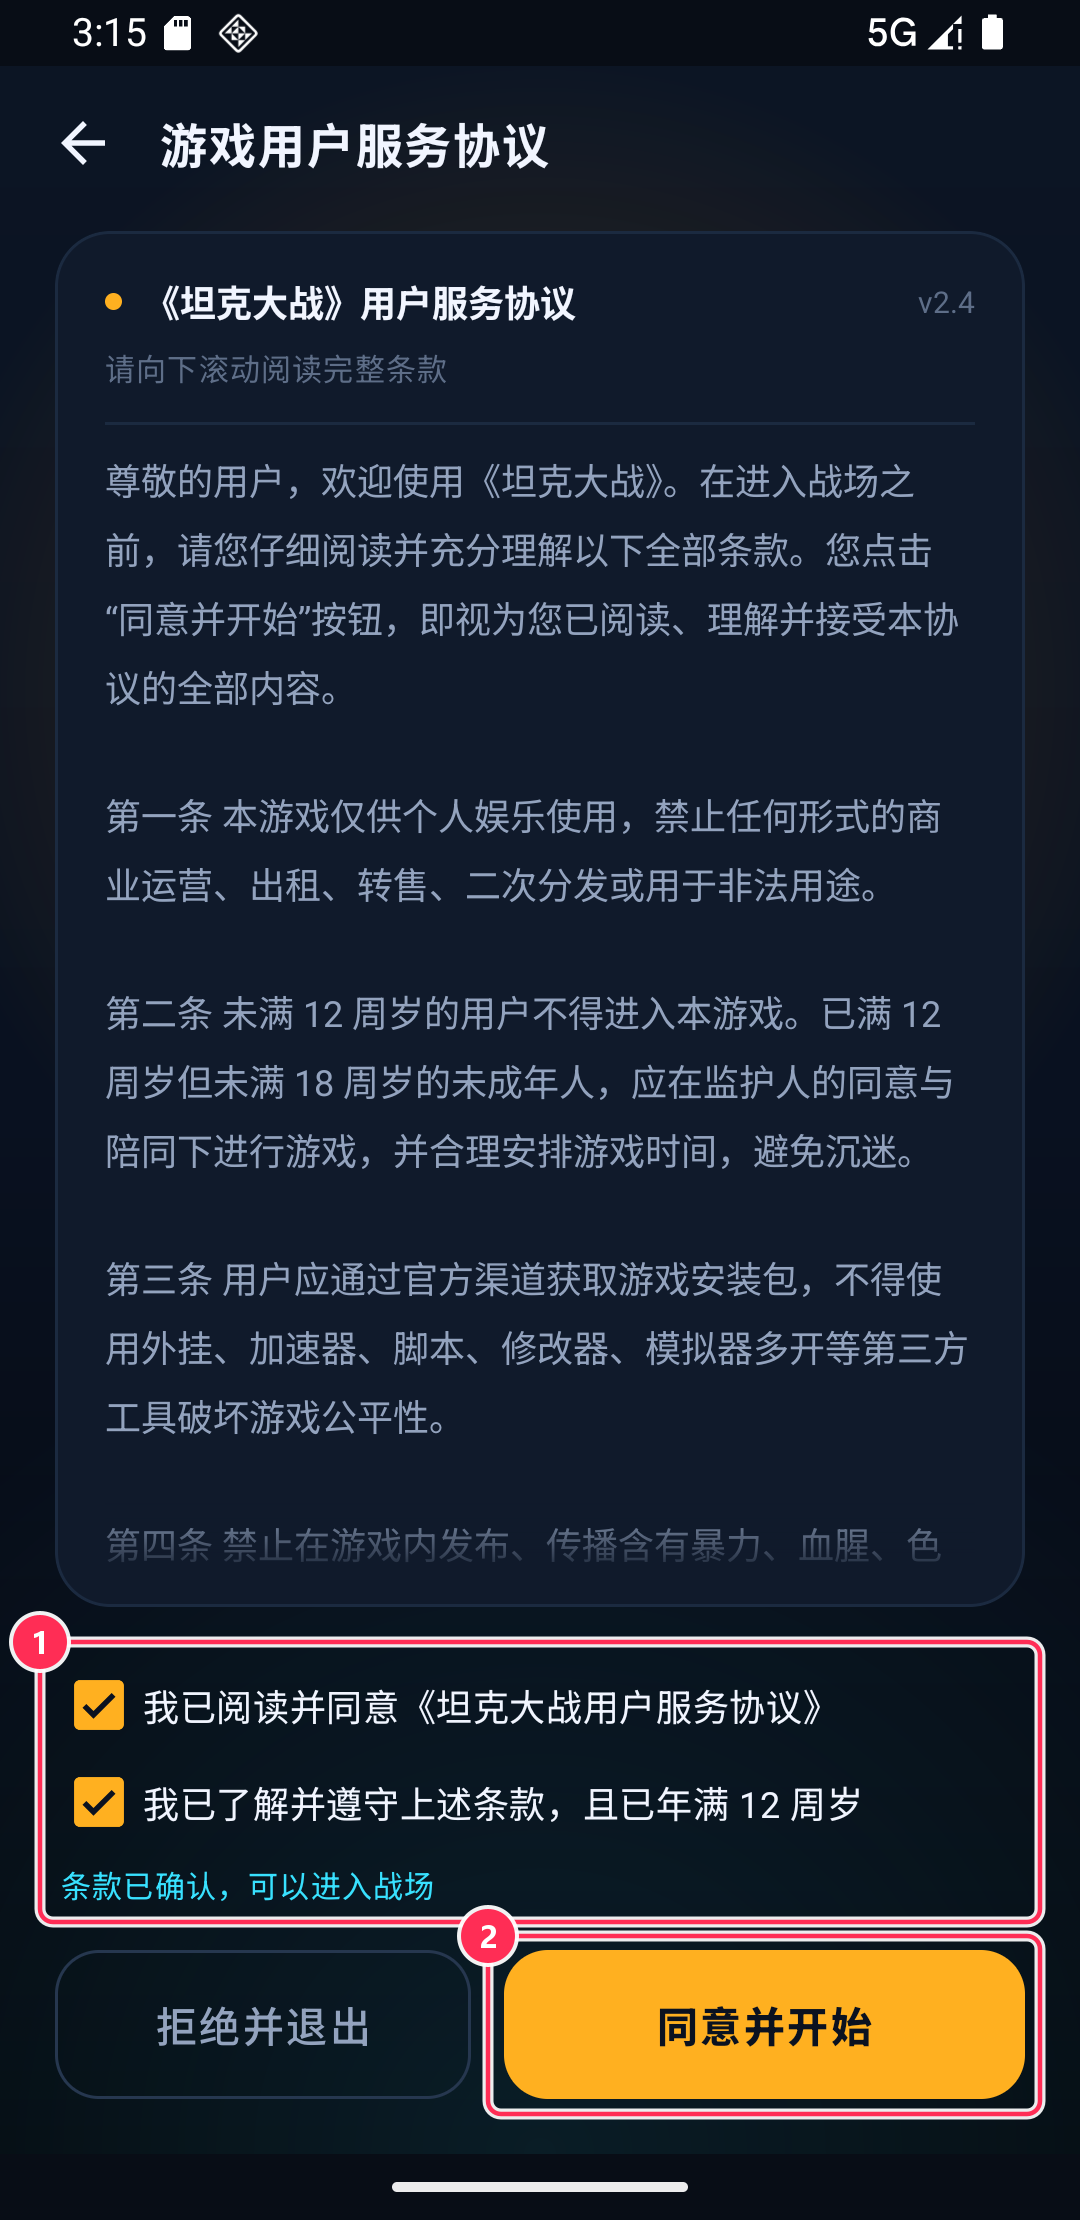 3:15
5G
游戏用户服务协议
《坦克大战》用户服务协议
v2.4
请向下滚动阅读完整条款
尊敬的用户，欢迎使用《坦克大战》。在进入战场之
前，请您仔细阅读并充分理解以下全部条款。您点击
“同意并开始”按钮，即视为您已阅读、理解并接受本协
议的全部内容。
第一条 本游戏仅供个人娱乐使用，禁止任何形式的商
业运营、出租、转售、二次分发或用于非法用途。
第二条 未满 12 周岁的用户不得进入本游戏。已满 12
周岁但未满 18 周岁的未成年人，应在监护人的同意与
陪同下进行游戏，并合理安排游戏时间，避免沉迷。
第三条 用户应通过官方渠道获取游戏安装包，不得使
用外挂、加速器、脚本、修改器、模拟器多开等第三方
工具破坏游戏公平性。
第四条 禁止在游戏内发布、传播含有暴力、血腥、色
1
我已阅读并同意《坦克大战用户服务协议》
我已了解并遵守上述条款，且已年满 12 周岁
条款已确认，可以进入战场
2
拒绝并退出
同意并开始